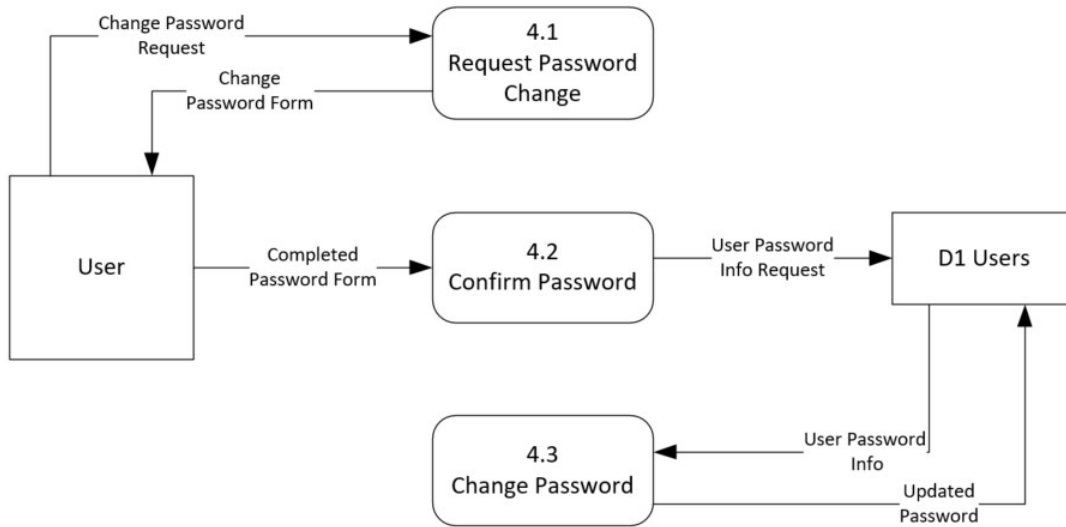 Change Password
Request
4.1
Request Password
Change
Change
Password Form
User
Completed
Password Form
4.2
Confirm Password
User Password
Info Request
D1 Users
4.3
Change Password
User Password
Info
Updated
Password